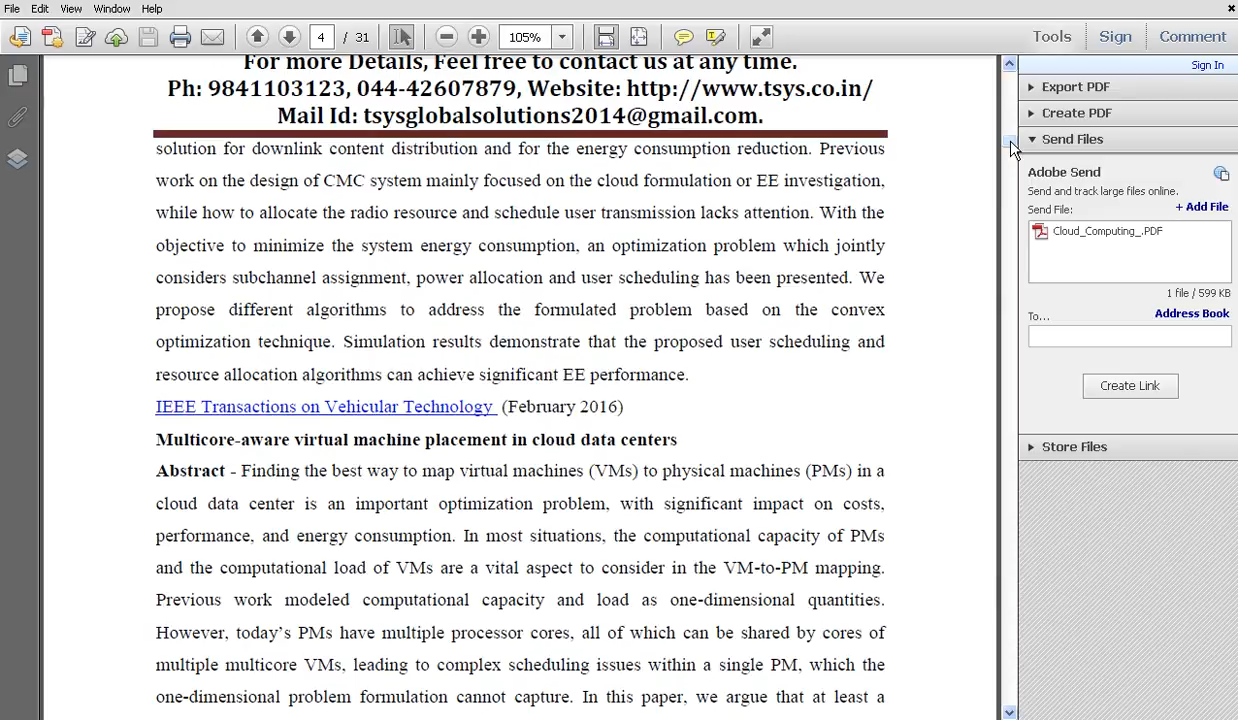 File Edit View Window Help
4 / 31 105% Tools Sign Comment
Sign In
Export PDF
Create PDF
Send Files
Adobe Send
Send and track large files online.
Send File: + Add File
Cloud_Computing_.PDF
1 file / 599 KB
To... Address Book
Create Link
Store Files
For more Details, Feel free to contact us at any time.
Ph: 9841103123, 044-42607879, Website: http://www.tsys.co.in/
Mail Id: tsysglobalsolutions2014@gmail.com.
solution for downlink content distribution and for the energy consumption reduction. Previous
work on the design of CMC system mainly focused on the cloud formulation or EE investigation,
while how to allocate the radio resource and schedule user transmission lacks attention. With the
objective to minimize the system energy consumption, an optimization problem which jointly
considers subchannel assignment, power allocation and user scheduling has been presented. We
propose different algorithms to address the formulated problem based on the convex
optimization technique. Simulation results demonstrate that the proposed user scheduling and
resource allocation algorithms can achieve significant EE performance.
IEEE Transactions on Vehicular Technology (February 2016)
Multicore-aware virtual machine placement in cloud data centers
Abstract - Finding the best way to map virtual machines (VMs) to physical machines (PMs) in a
cloud data center is an important optimization problem, with significant impact on costs,
performance, and energy consumption. In most situations, the computational capacity of PMs
and the computational load of VMs are a vital aspect to consider in the VM-to-PM mapping.
Previous work modeled computational capacity and load as one-dimensional quantities.
However, today's PMs have multiple processor cores, all of which can be shared by cores of
multiple multicore VMs, leading to complex scheduling issues within a single PM, which the
one-dimensional problem formulation cannot capture. In this paper, we argue that at least a